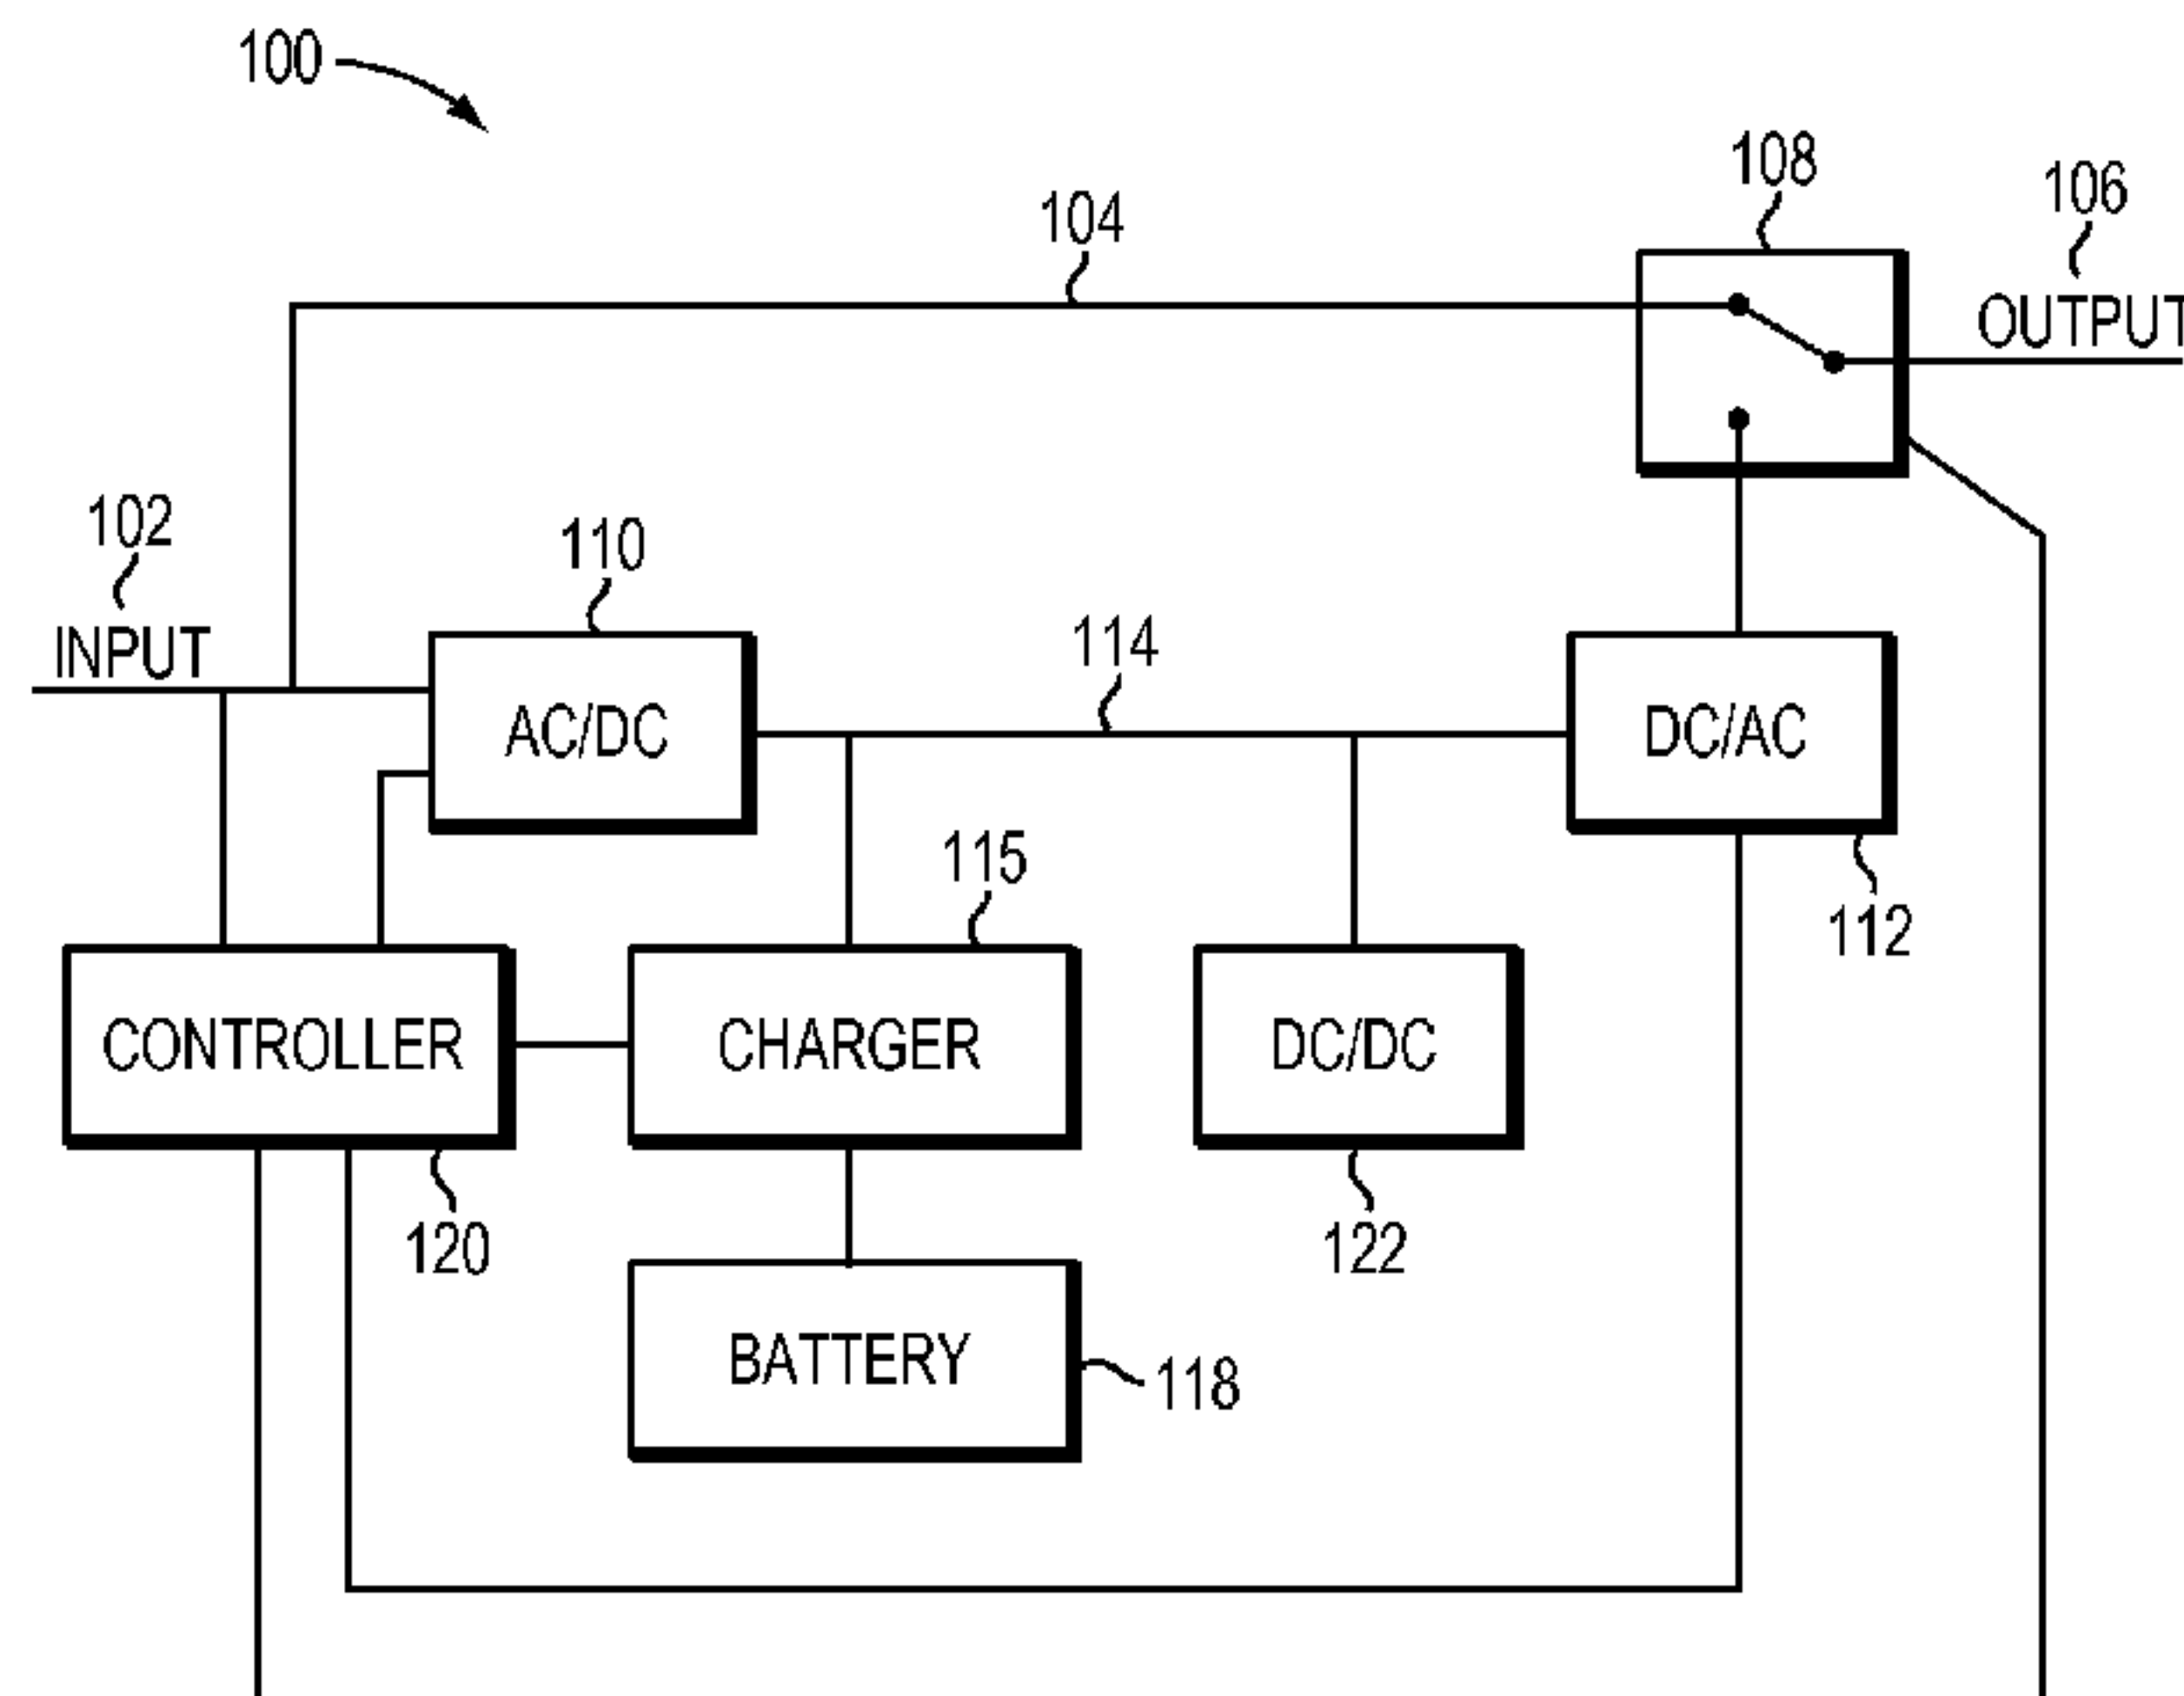 100
108
106
104
OUTPUT
102
110
INPUT
114
AC/DC
DC/AC
115
112
CONTROLLER
CHARGER
DC/DC
120
122
BATTERY
118